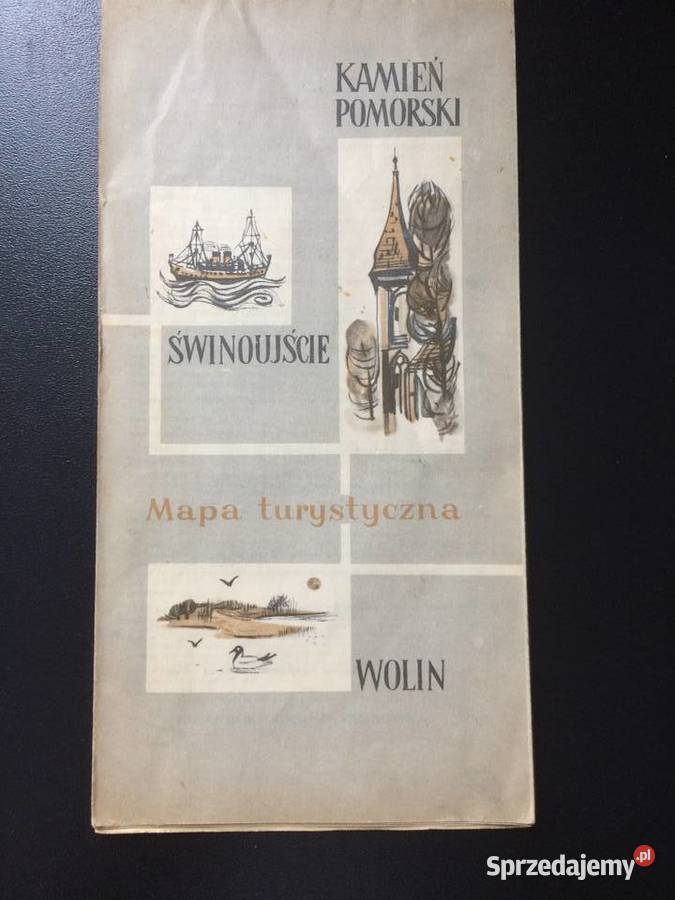 KAMIEŃ
POMORSKI
ŚWINOUJŚCIE
Mapa turystyczna
WOLIN
Sprzedajemy.pl